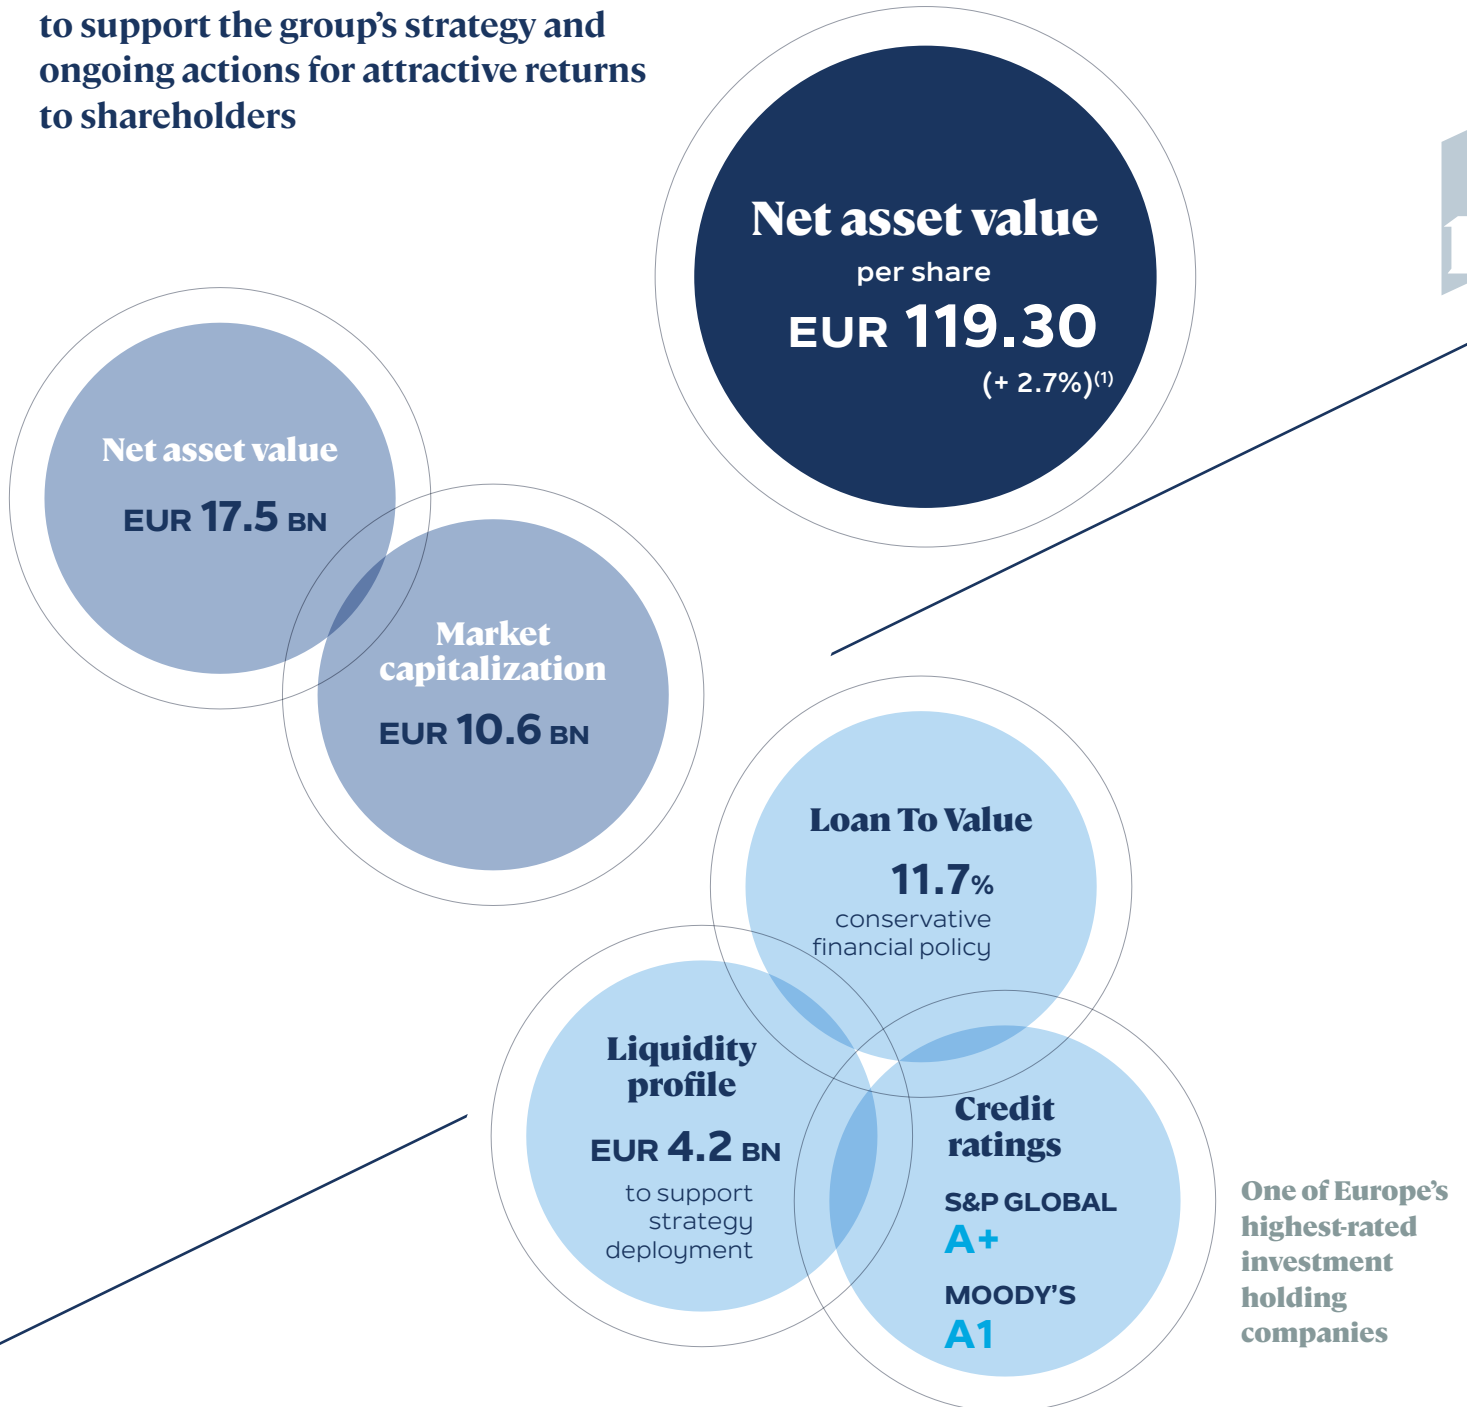 to support the group’s strategy and
ongoing actions for attractive returns
to shareholders
Net asset value
per share
EUR 119.30
(+ 2.7%)(1)
Net asset value
EUR 17.5 BN
Market
capitalization
EUR 10.6 BN
Loan To Value
11.7%
conservative
financial policy
Liquidity
profile
EUR 4.2 BN
to support
strategy
deployment
Credit
ratings
S&P GLOBAL
A+
MOODY’S
A1
One of Europe’s
highest-rated
investment
holding
companies